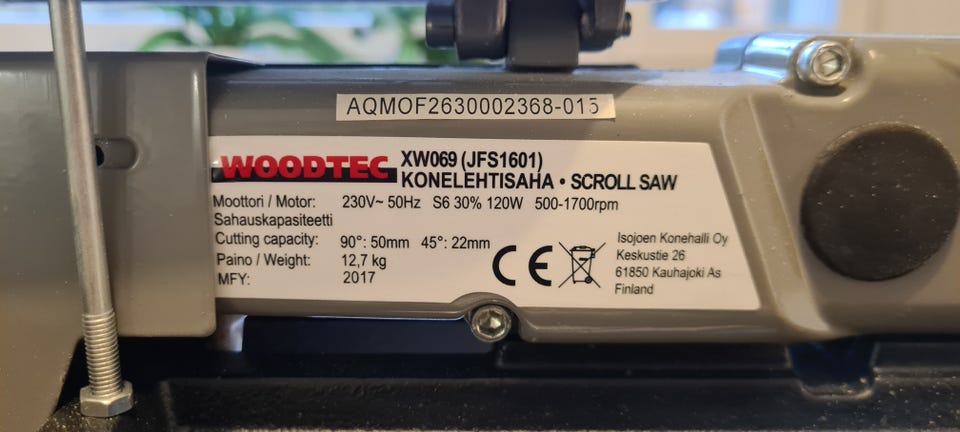 AQMOF2630002368-015
WOODTEC
XW069 (JFS1601)
KONELEHTISAHA • SCROLL SAW
Moottori / Motor: 230V~ 50Hz S6 30% 120W 500-1700rpm
Sahauskapasiteetti
Cutting capacity: 90°: 50mm 45°: 22mm
Paino / Weight: 12,7 kg
MFY: 2017
CE
Isojoen Konehalli Oy
Keskustie 26
61850 Kauhajoki As
Finland